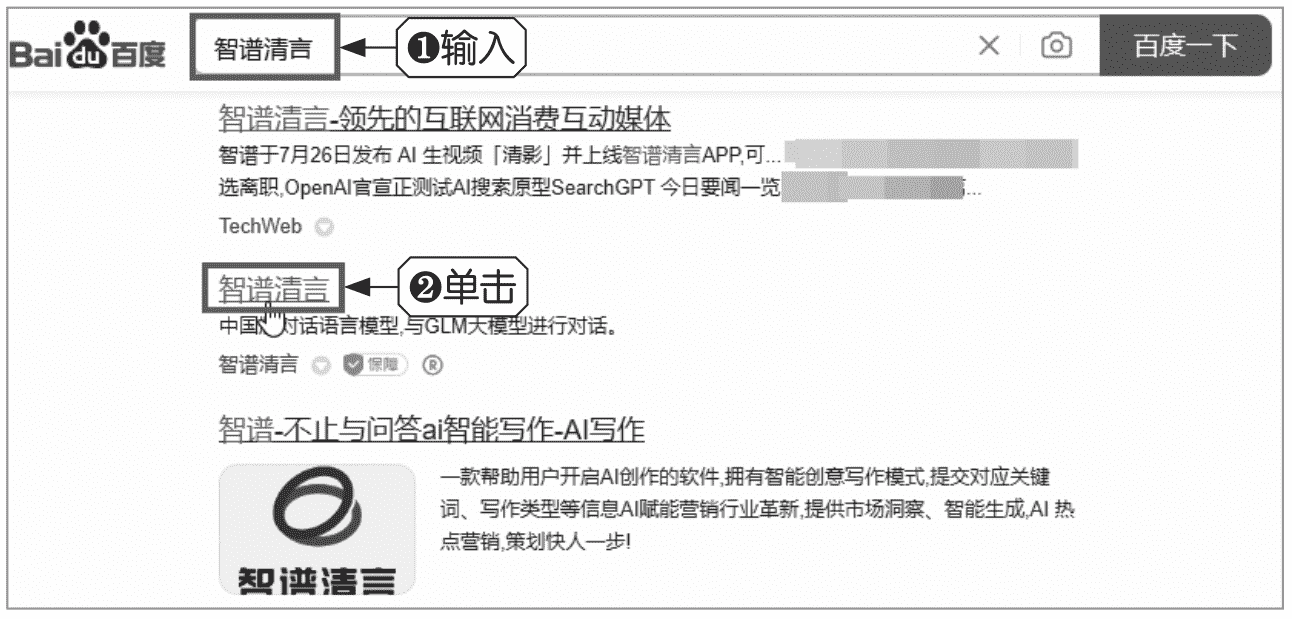 Bai du 百度
智谱清言
❶输入
百度一下
智谱清言-领先的互联网消费互动媒体
智谱于7月26日发布 AI 生视频「清影」并上线智谱清言APP,可...
选离职,OpenAI官宣正测试AI搜索原型SearchGPT 今日要闻一览
TechWeb
智谱清言
❷单击
中国 对话语言模型,与GLM大模型进行对话。
智谱清言 保障 ®
智谱-不止与问答ai智能写作-AI写作
一款帮助用户开启AI创作的软件,拥有智能创意写作模式,提交对应关键
词、写作类型等信息AI赋能营销行业革新,提供市场洞察、智能生成,AI 热
点营销,策划快人一步!
智谱清言